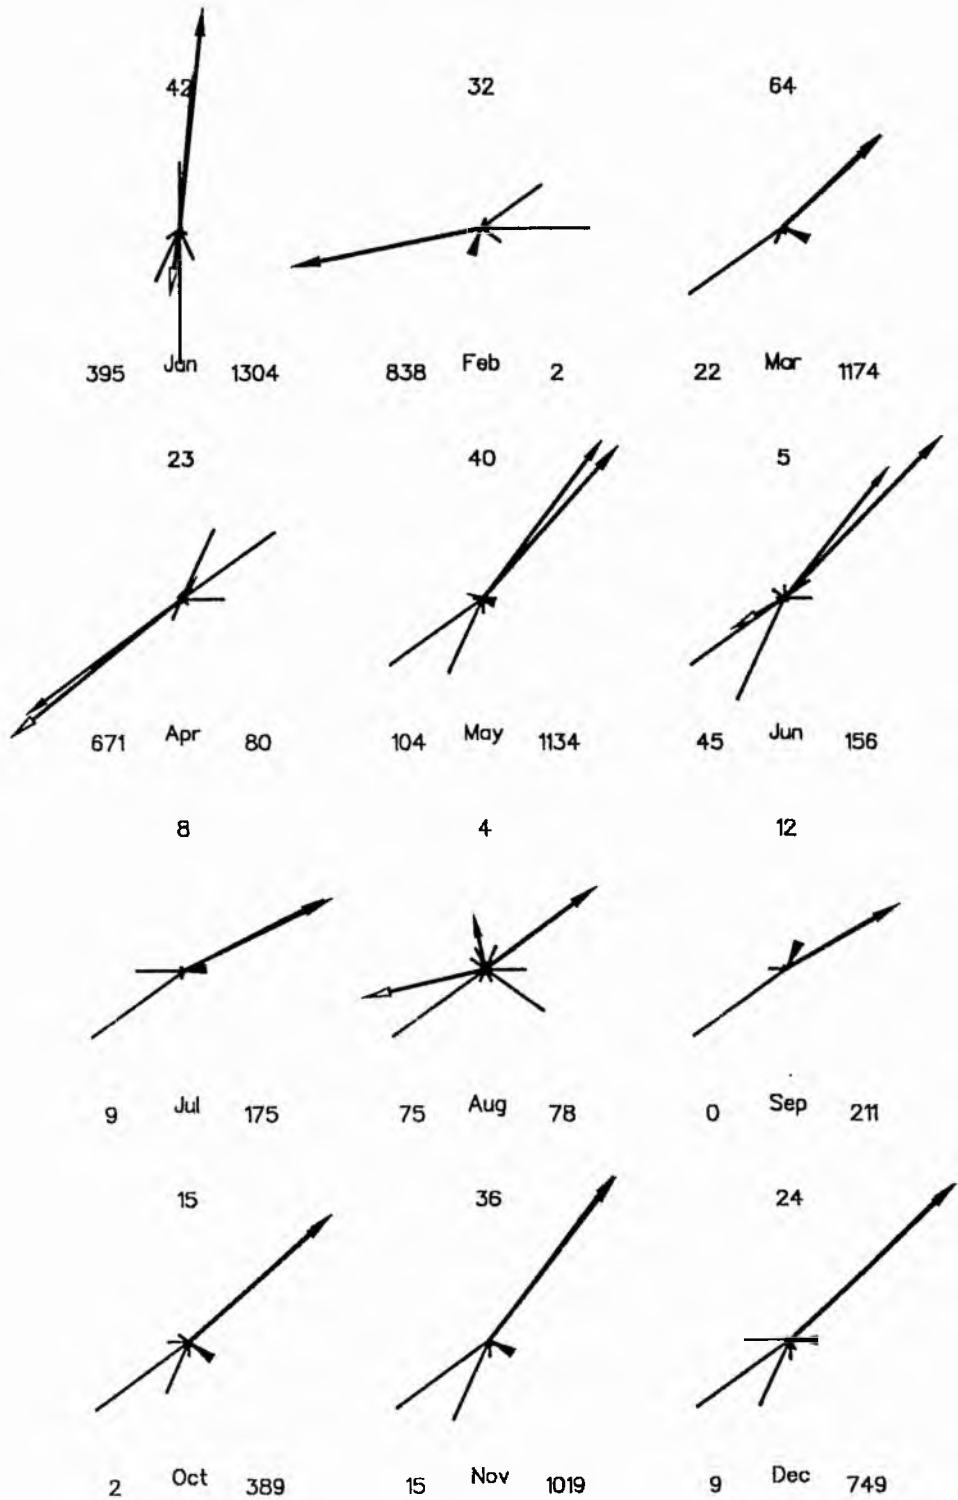 42 32 64
395 Jan 1304 838 Feb 2 22 Mar 1174
23 40 5
671 Apr 80 104 May 1134 45 Jun 156
8 4 12
9 Jul 175 75 Aug 78 0 Sep 211
15 36 24
2 Oct 389 15 Nov 1019 9 Dec 749